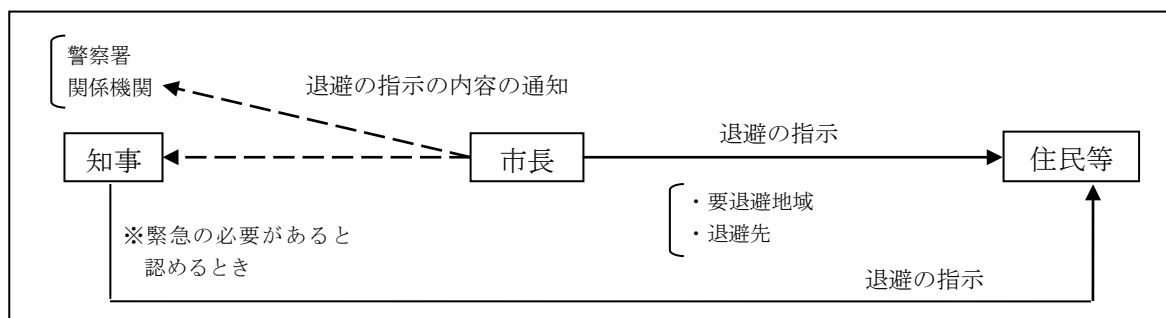 警察署
関係機関
退避の指示の内容の通知
退避の指示
知事
市長
住民等
・要退避地域
・退避先
※緊急の必要があると
認めるとき
退避の指示